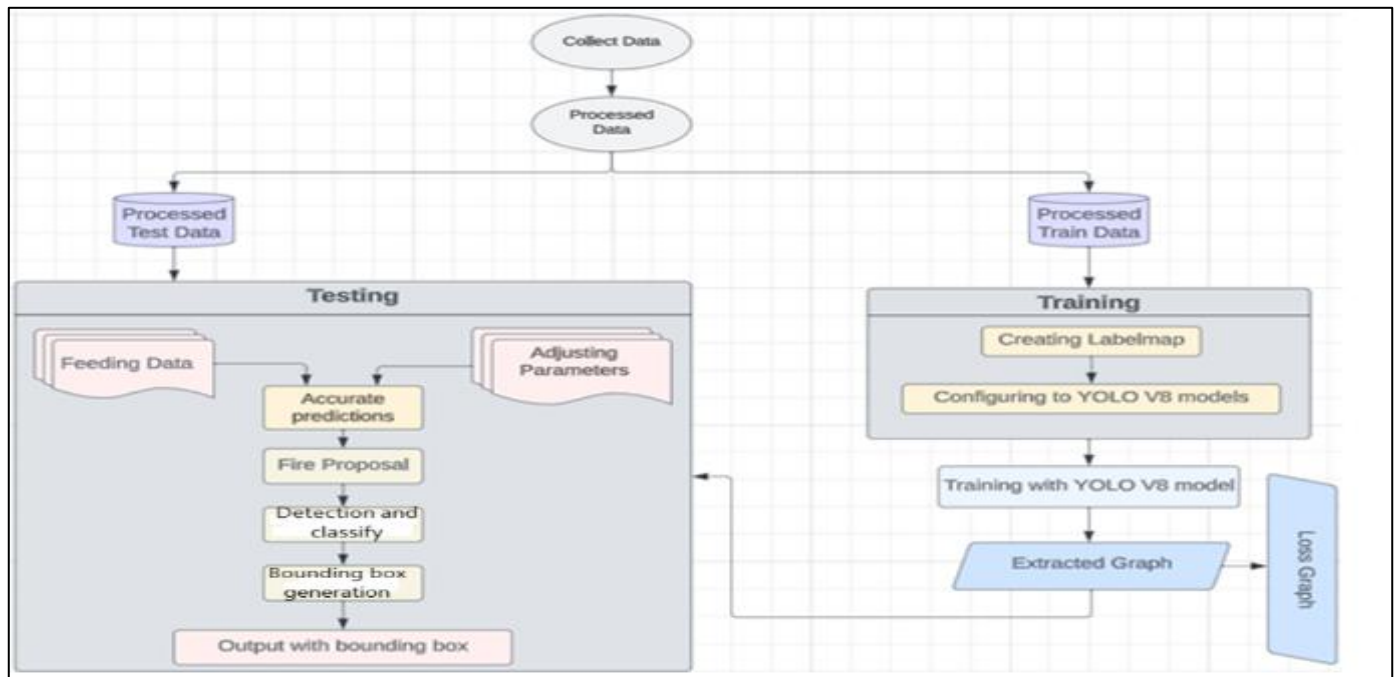 Collect Data
Processed
Data
Processed
Test Data
Processed
Train Data
Testing
Feeding Data
Adjusting
Parameters
Accurate
predictions
Fire Proposal
Detection and
classify
Bounding box
generation
Output with bounding box
Training
Creating Labelmap
Configuring to YOLO V8 models
Training with YOLO V8 model
Extracted Graph
Loss Graph